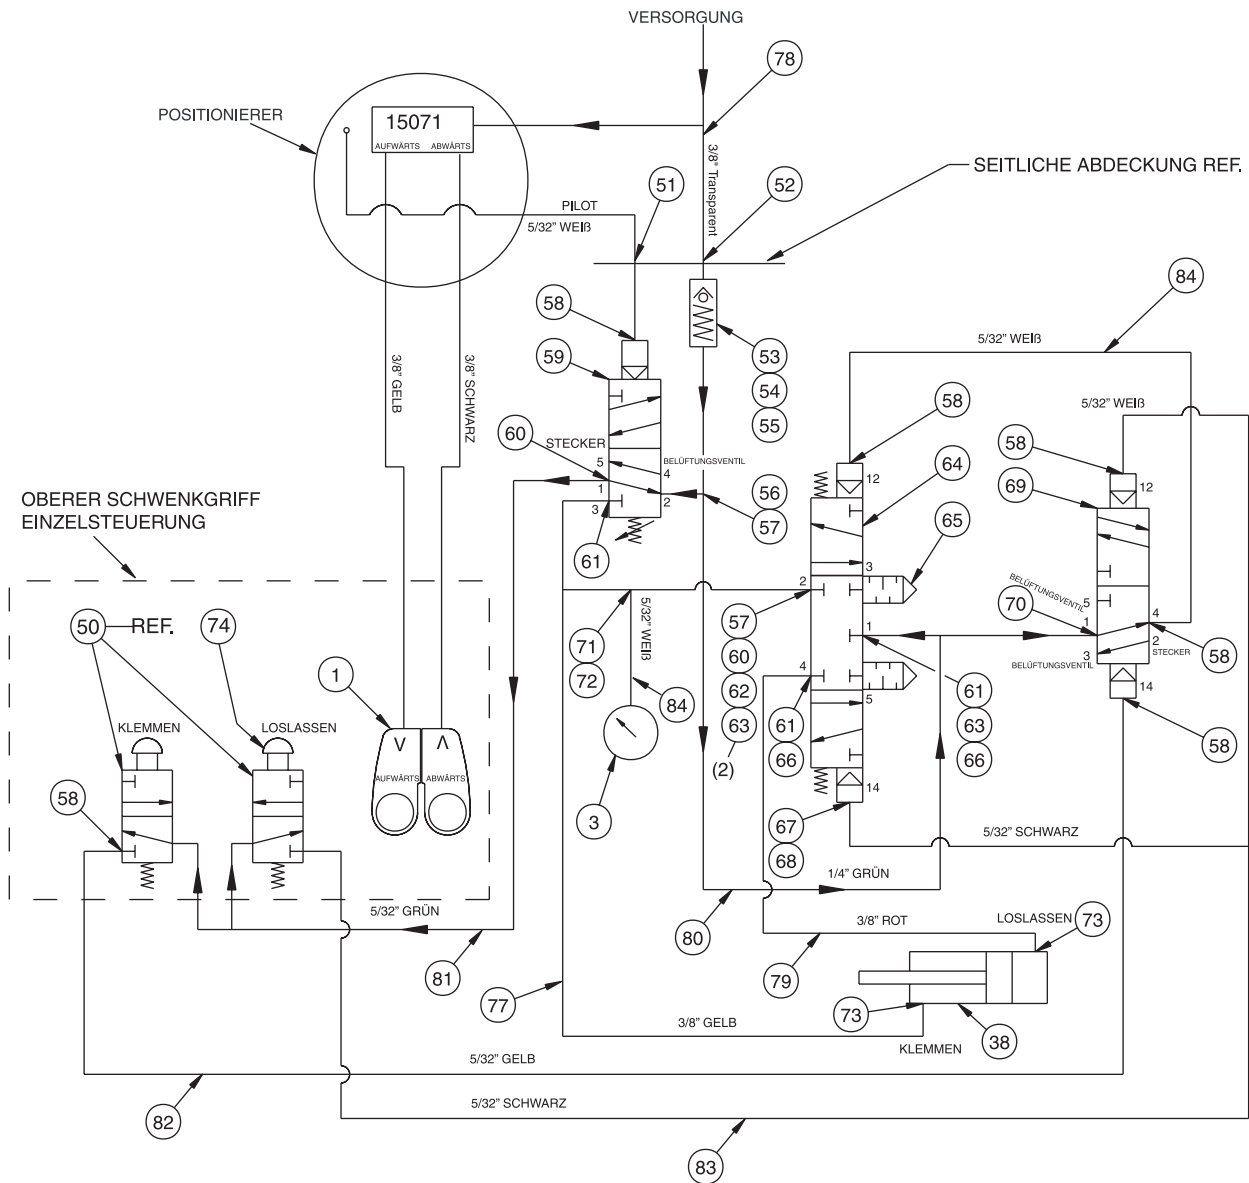 VERSORGUNG
78
POSITIONIERER
15071
AUFWÄRTS ABWÄRTS
3/8" Transparent
51
52
SEITLICHE ABDECKUNG REF.
PILOT
5/32" WEIß
84
58
5/32" WEIß
59
53
54
55
3/8" GELB
3/8" SCHWARZ
58
5/32" WEIß
60
STECKER
BELÜFTUNGSVENTIL
5
4
1
2
3
61
56
57
12
64
58
12
69
65
OBERER SCHWENKGRIFF
EINZELSTEUERUNG
3
2
1
4
5
14
BELÜFTUNGSVENTIL
5
70
1
4
2
STECKER
3
BELÜFTUNGSVENTIL
58
14
58
50
REF.
74
1
71
72
5/32" WEIß
84
57
60
62
63
61
66
61
63
66
KLEMMEN
LOSLASSEN
V
Λ
AUFWÄRTS
ABWÄRTS
(2)
58
3
67
68
5/32" SCHWARZ
1/4" GRÜN
5/32" GRÜN
80
3/8" ROT
LOSLASSEN
73
81
79
77
73
3/8" GELB
KLEMMEN
38
5/32" GELB
82
5/32" SCHWARZ
83